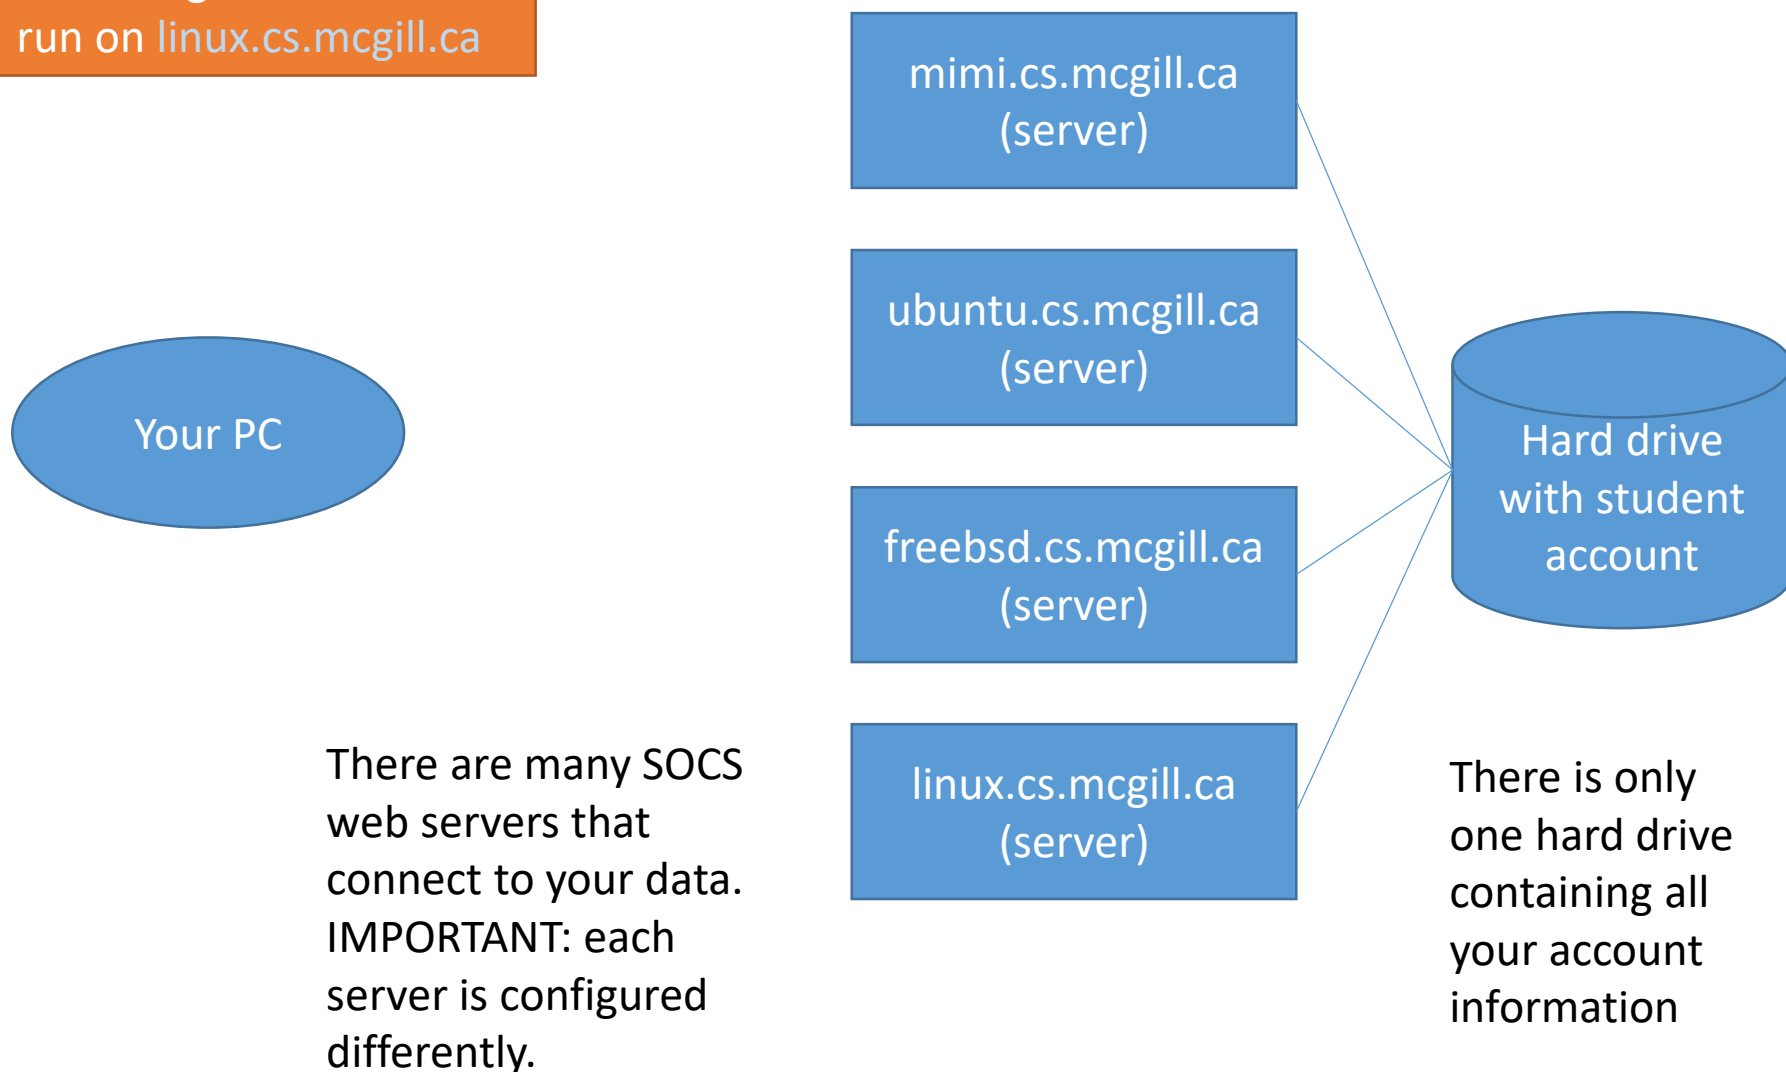 run on linux.cs.mcgill.ca
mimi.cs.mcgill.ca
(server)
ubuntu.cs.mcgill.ca
(server)
Your PC
freebsd.cs.mcgill.ca
(server)
Hard drive
with student
account
linux.cs.mcgill.ca
(server)
There are many SOCS
web servers that
connect to your data.
IMPORTANT: each
server is configured
differently.
There is only
one hard drive
containing all
your account
information